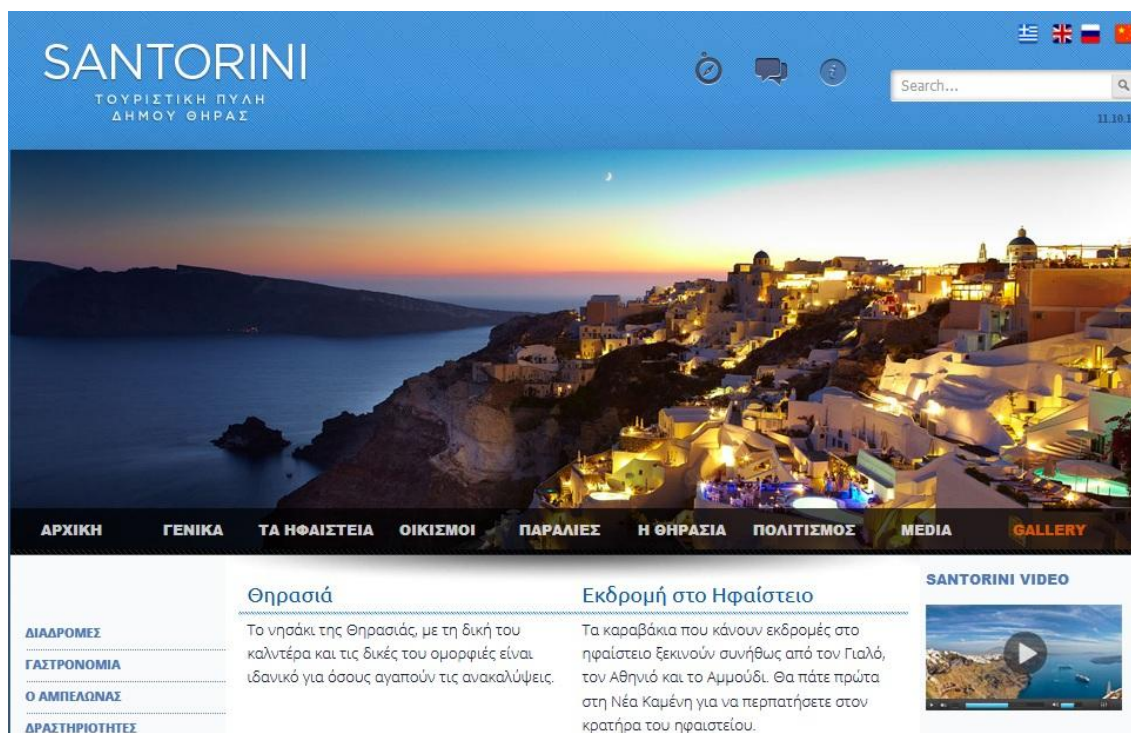 SANTORINI
ΤΟΥΡΙΣΤΙΚΗ ΠΥΛΗ
ΔΗΜΟΥ ΘΗΡΑΣ
Search...
11.10.1
ΑΡΧΙΚΗ ΓΕΝΙΚΑ ΤΑ ΗΦΑΙΣΤΕΙΑ ΟΙΚΙΣΜΟΙ ΠΑΡΑΛΙΕΣ Η ΘΗΡΑΣΙΑ ΠΟΛΙΤΙΣΜΟΣ MEDIA GALLERY
ΔΙΑΔΡΟΜΕΣ
ΓΑΣΤΡΟΝΟΜΙΑ
Ο ΑΜΠΕΛΩΝΑΣ
ΔΡΑΣΤΗΡΙΟΤΗΤΕΣ
Θηρασιά
Το νησάκι της Θηρασιάς, με τη δική του
καλντέρα και τις δικές του ομορφιές είναι
ιδανικό για όσους αγαπούν τις ανακαλύψεις.
Εκδρομή στο Ηφαίστειο
Τα καραβάκια που κάνουν εκδρομές στο
ηφαίστειο ξεκινούν συνήθως από τον Γιαλό,
τον Αθηνιό και το Αμμούδι. Θα πάτε πρώτα
στη Νέα Καμένη για να περπατήσετε στον
κρατήρα του ηφαιστείου.
SANTORINI VIDEO